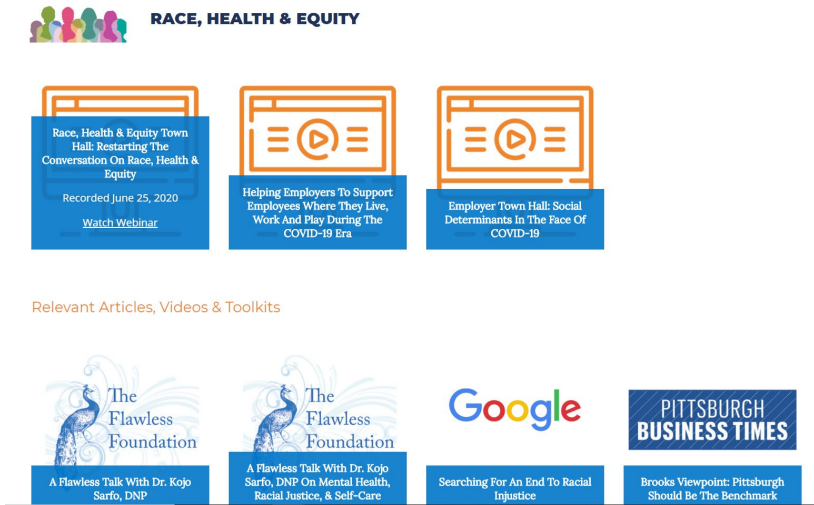 RACE, HEALTH & EQUITY
Race, Health & Equity Town
Hall: Restarting The
Conversation On Race, Health &
Equity
Recorded June 25, 2020
Watch Webinar
Helping Employers To Support
Employees Where They Live,
Work And Play During The
COVID-19 Era
Employer Town Hall: Social
Determinants In The Face Of
COVID-19
Relevant Articles, Videos & Toolkits
The
Flawless
Foundation
A Flawless Talk With Dr. Kojo
Sarfo, DNP
The
Flawless
Foundation
A Flawless Talk With Dr. Kojo
Sarfo, DNP On Mental Health,
Racial Justice, & Self-Care
Google
Searching For An End To Racial
Injustice
PITTSBURGH
BUSINESS TIMES
Brooks Viewpoint: Pittsburgh
Should Be The Benchmark